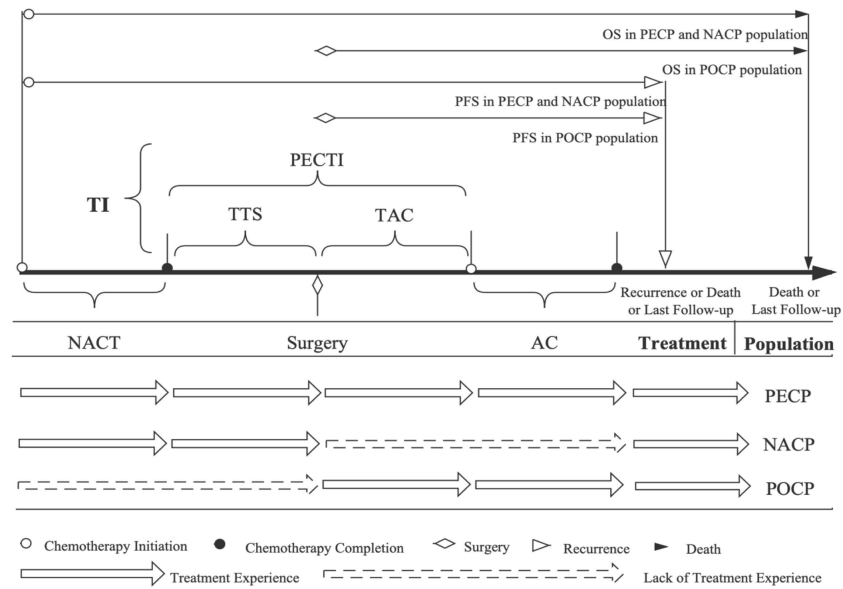 OS in PECP and NACP population
OS in POCP population
PFS in PECP and NACP population
PFS in POCP population
PECTI
TI
TTS TAC
Recurrence or Death
or Last Follow-up
Death or
Last Follow-up
NACT Surgery AC Treatment Population
PECP
NACP
POCP
Chemotherapy Initiation Chemotherapy Completion Surgery Recurrence Death
Treatment Experience Lack of Treatment Experience